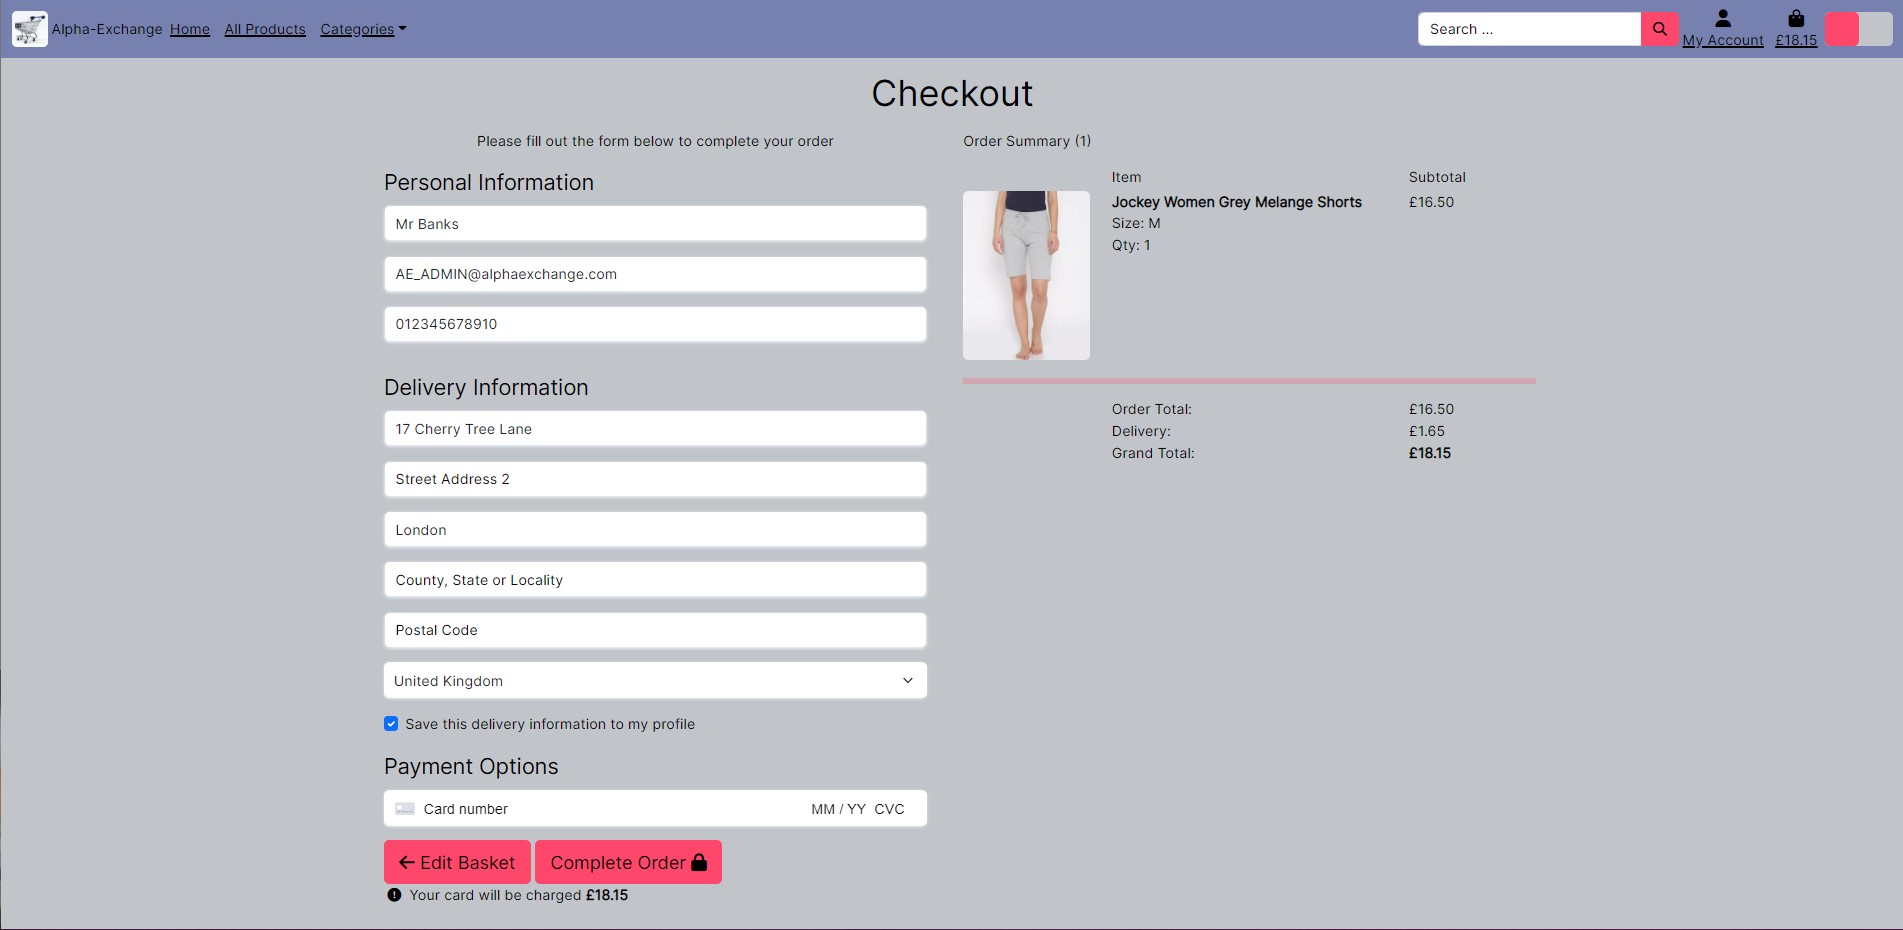 Alpha-Exchange Home All Products Categories
Search ...
My Account £18.15
Checkout
Please fill out the form below to complete your order
Personal Information
Mr Banks
AE_ADMIN@alphaexchange.com
012345678910
Delivery Information
17 Cherry Tree Lane
Street Address 2
London
County, State or Locality
Postal Code
United Kingdom
Save this delivery information to my profile
Payment Options
Card number MM / YY CVC
Edit Basket Complete Order
Your card will be charged £18.15
Order Summary (1)
Item Subtotal
Jockey Women Grey Melange Shorts £16.50
Size: M
Qty: 1
Order Total: £16.50
Delivery: £1.65
Grand Total: £18.15